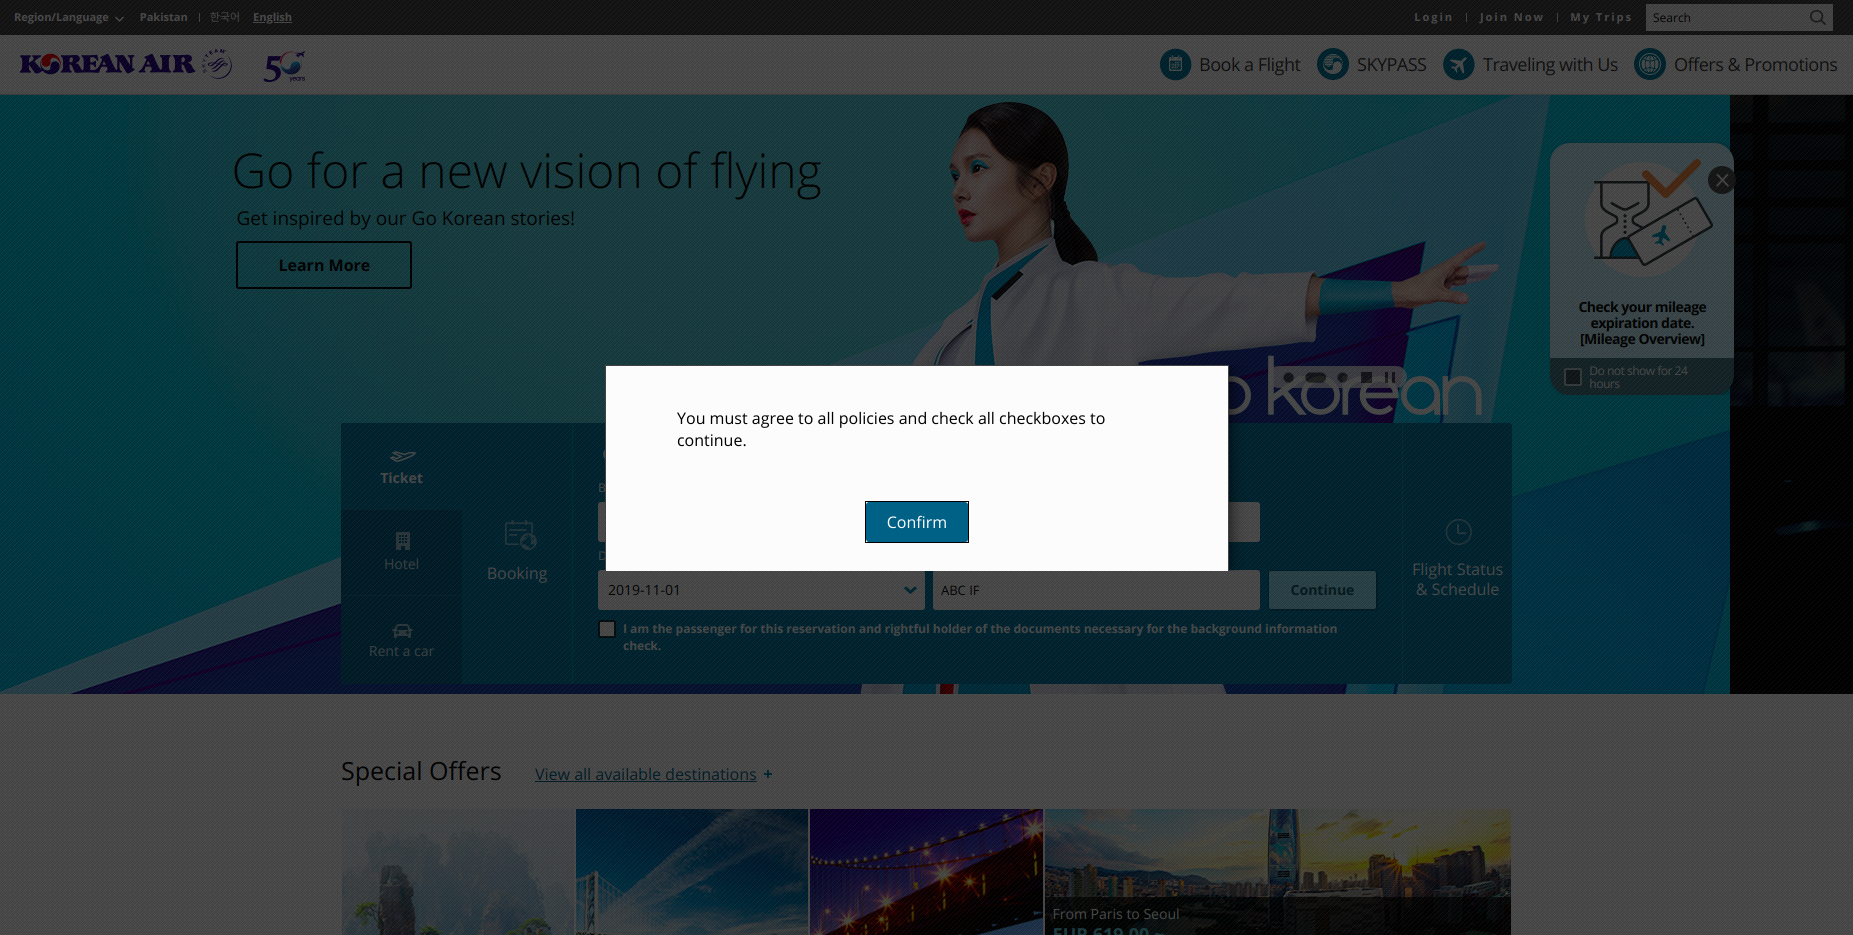 Region/Language Pakistan | 한국어 English
Login | Join Now | My Trips Search
KOREAN AIR SKYTEAM 50 years
Book a Flight SKYPASS Traveling with Us Offers & Promotions
Go for a new vision of flying
Get inspired by our Go Korean stories!
Learn More
Check your mileage
expiration date.
[Mileage Overview]
Do not show for 24
hours
korean
You must agree to all policies and check all checkboxes to
continue.
Confirm
Ticket
Hotel
Rent a car
Booking
2019-11-01
ABC IF
Continue
I am the passenger for this reservation and rightful holder of the documents necessary for the background information
check.
Flight Status
& Schedule
Special Offers View all available destinations +
From Paris to Seoul
EUR 619.00 ~